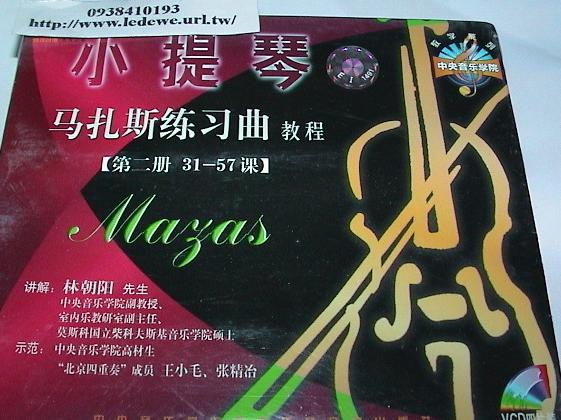 0938410193
http://www.ledewe.url.tw/
小提琴
中央音乐学院
马扎斯练习曲 教程
【第二册 31-57课】
Mazas
讲解: 林朝阳 先生
中央音乐学院副教授、
室内乐教研室副主任、
莫斯科国立柴科夫斯基音乐学院硕士
示范: 中央音乐学院高材生
“北京四重奏”成员 王小毛、张精冶